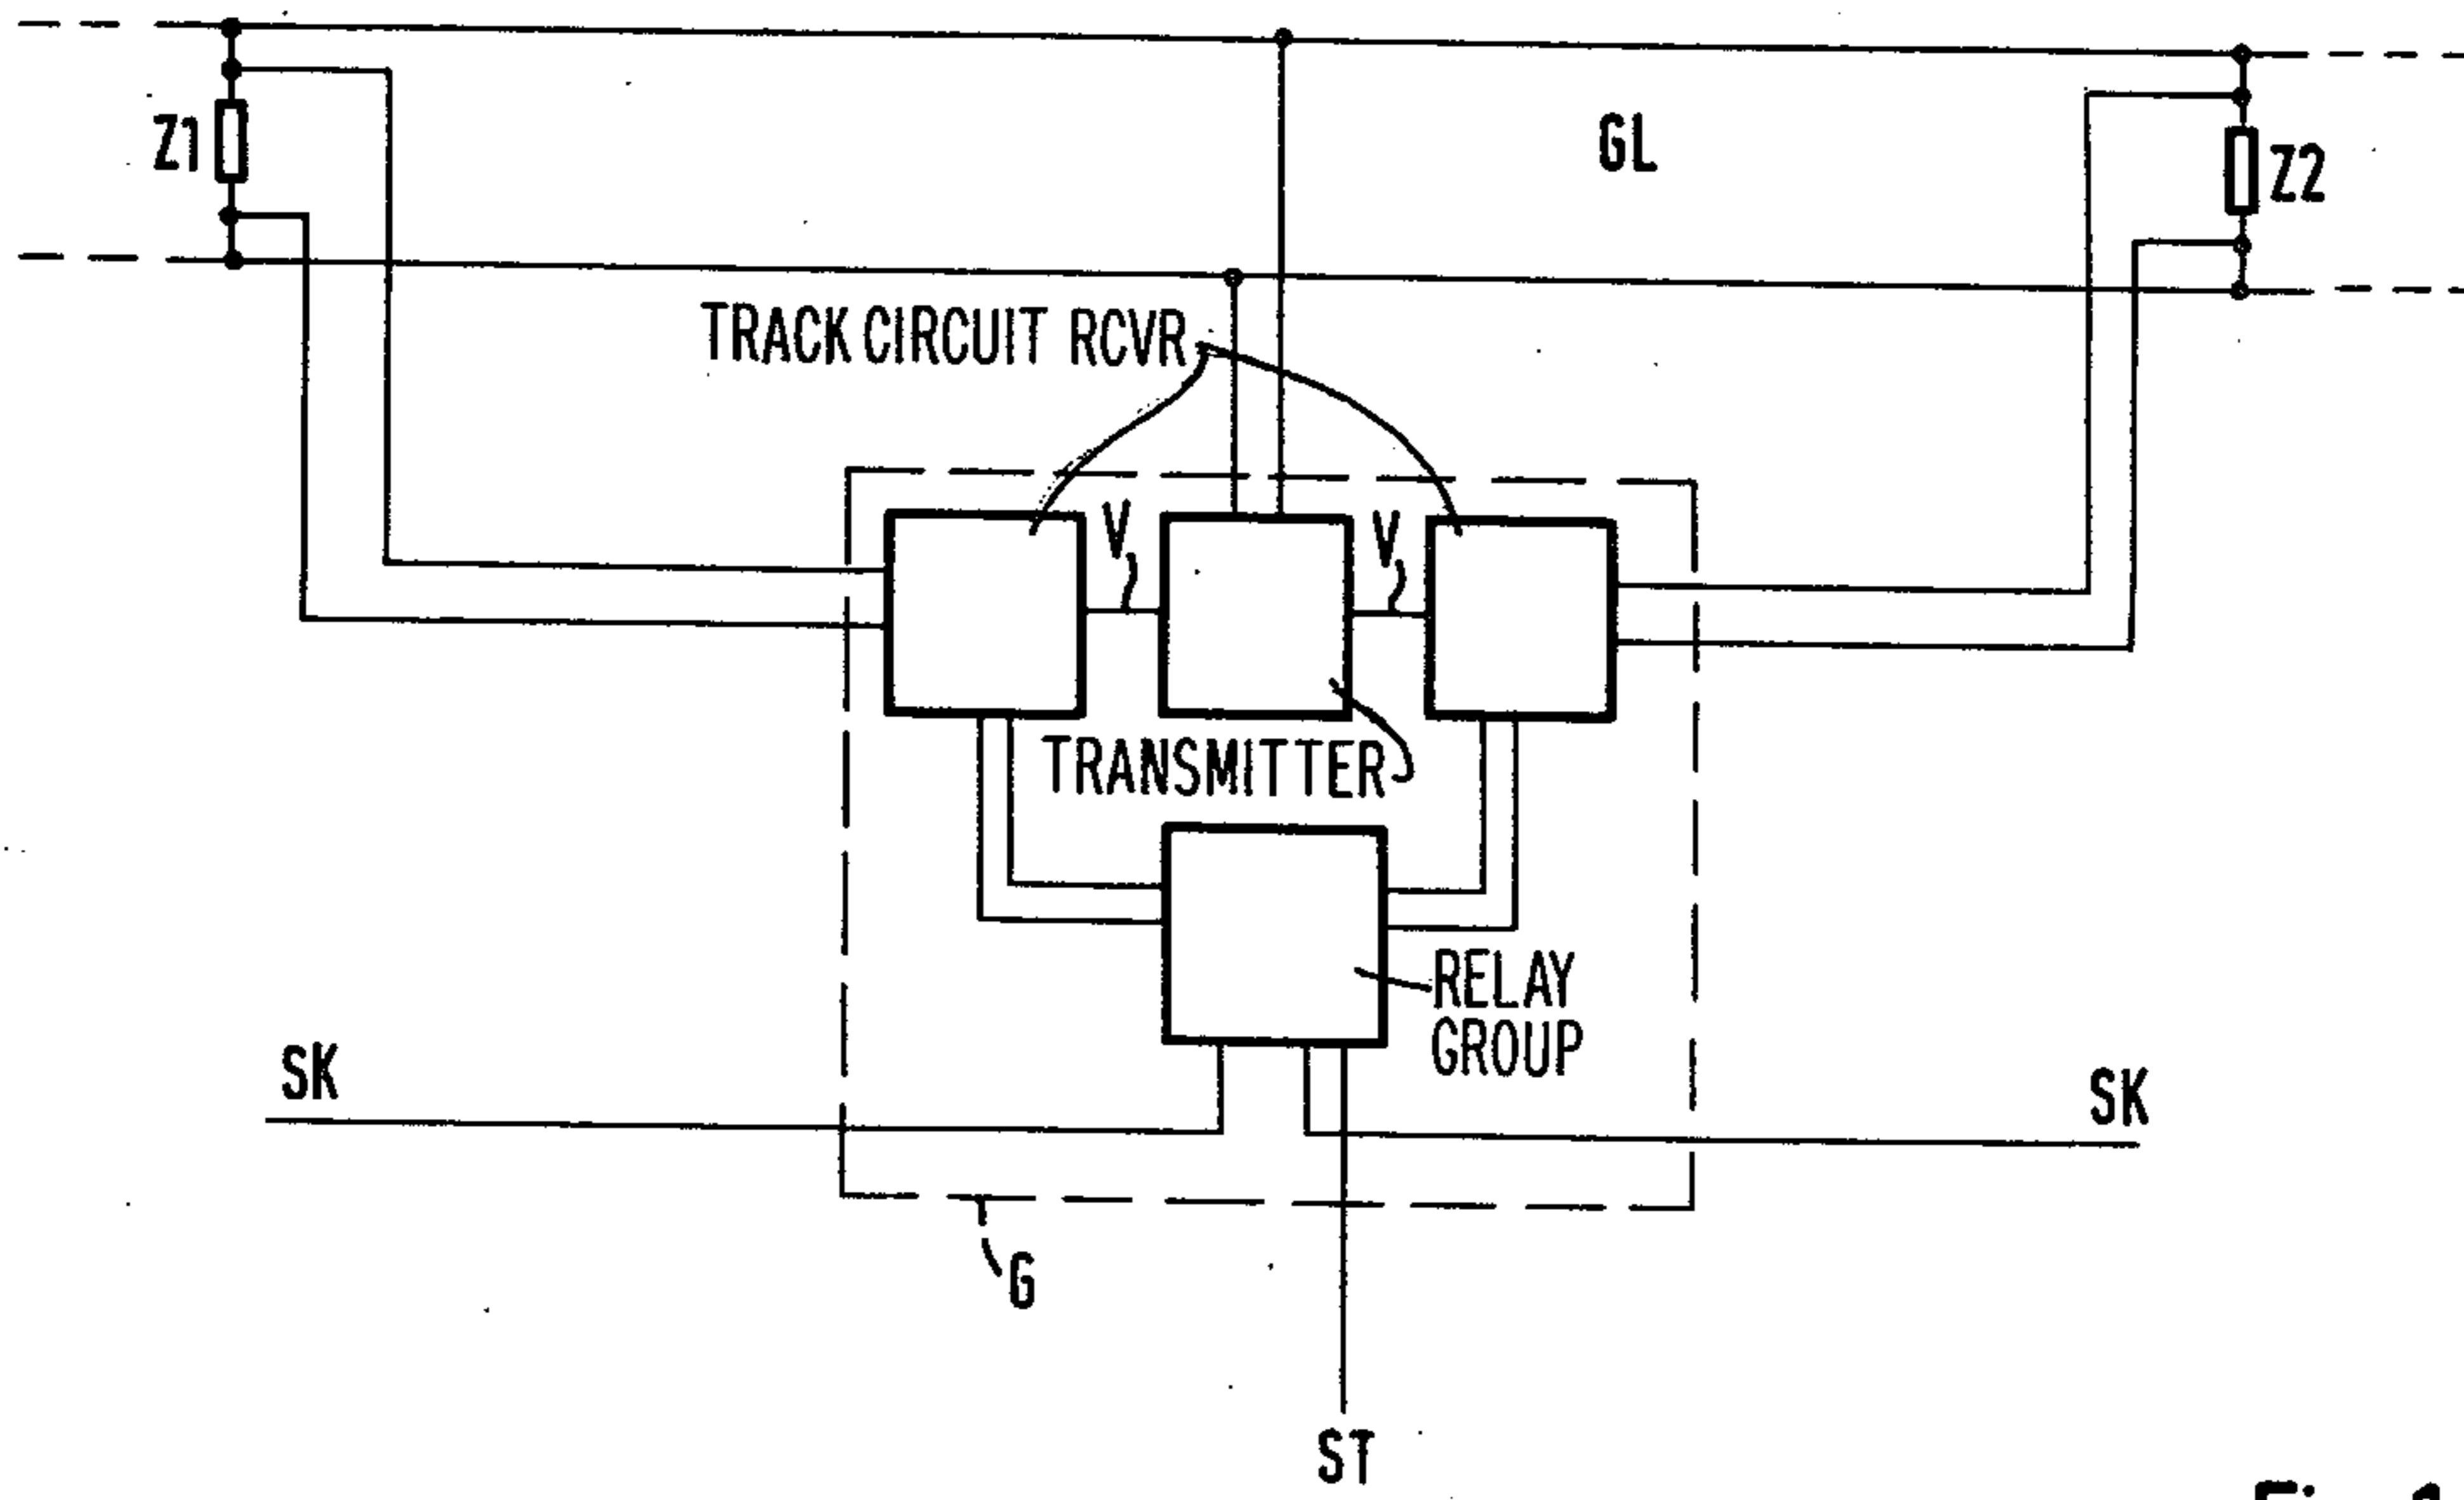 Z1
GL
Z2
TRACK CIRCUIT RCVR
V
V
TRANSMITTER
RELAY
GROUP
SK
SK
G
ST